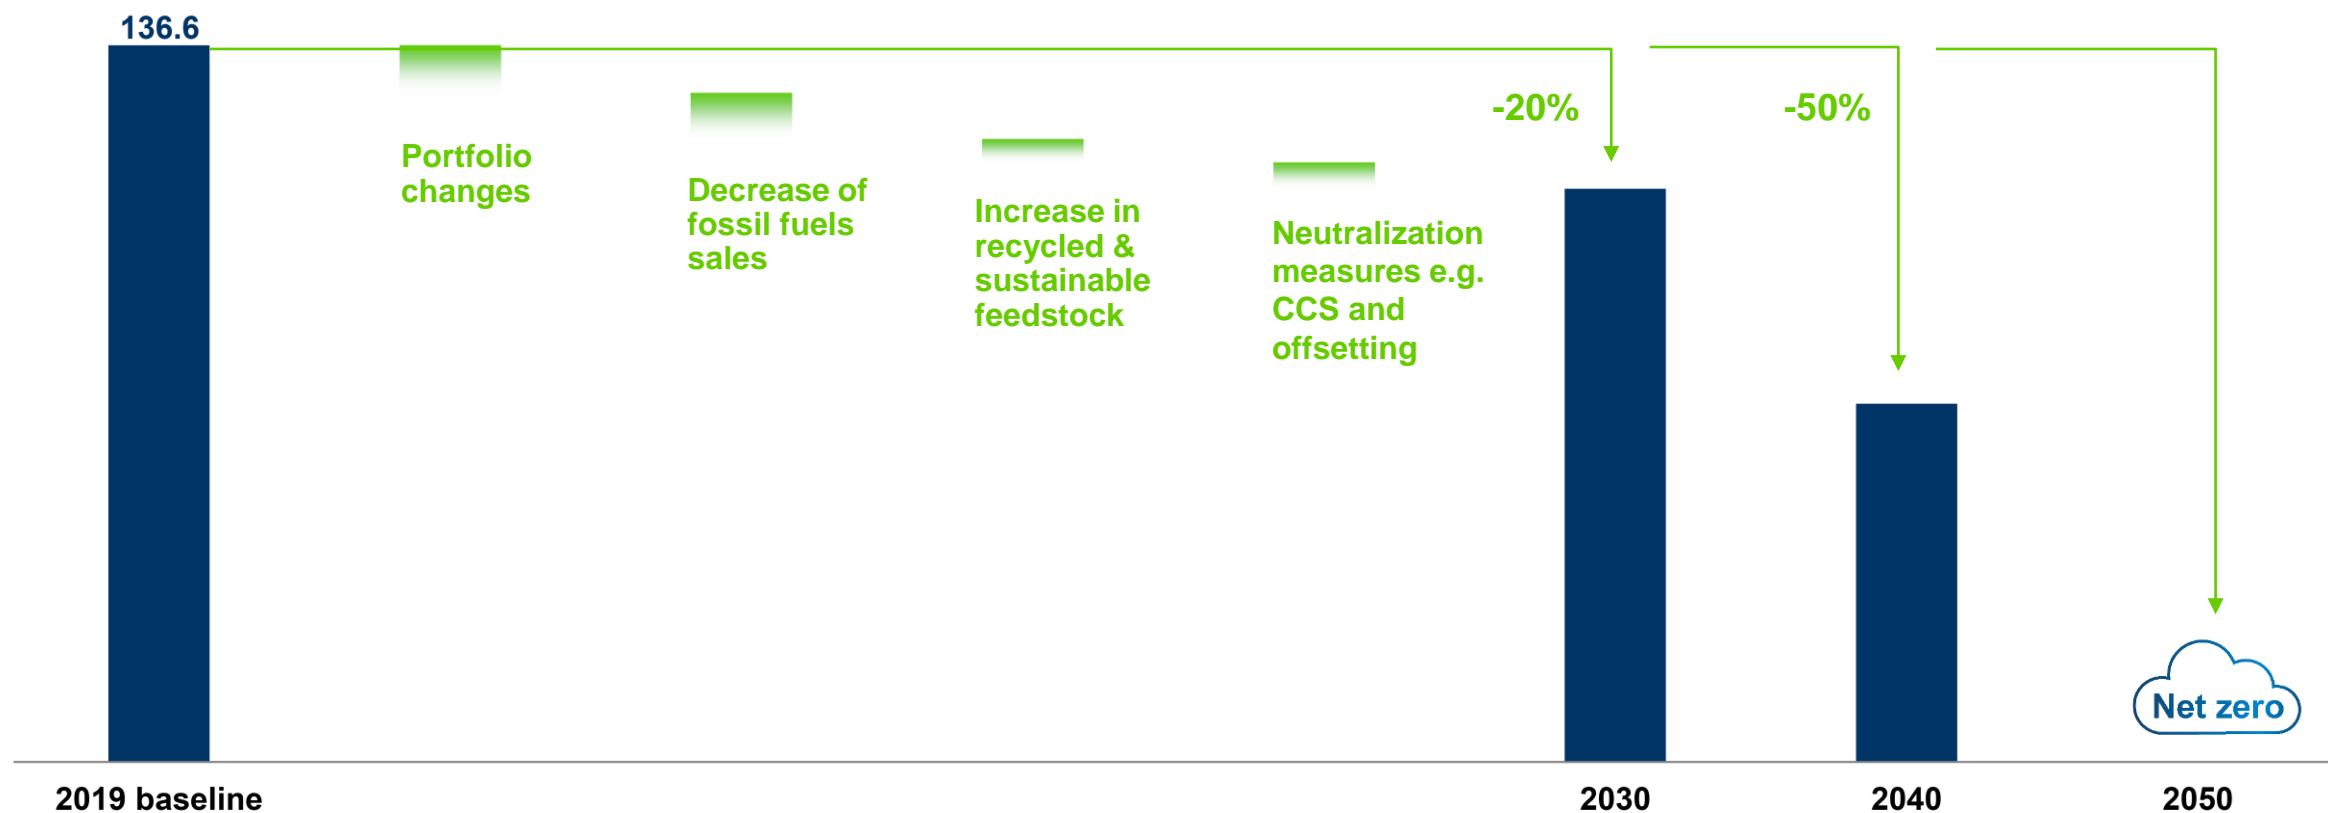 136.6
Portfolio
changes
Decrease of
fossil fuels
sales
Increase in
recycled &
sustainable
feedstock
Neutralization
measures e.g.
CCS and
offsetting
-20%
-50%
Net zero
2019 baseline
2030
2040
2050